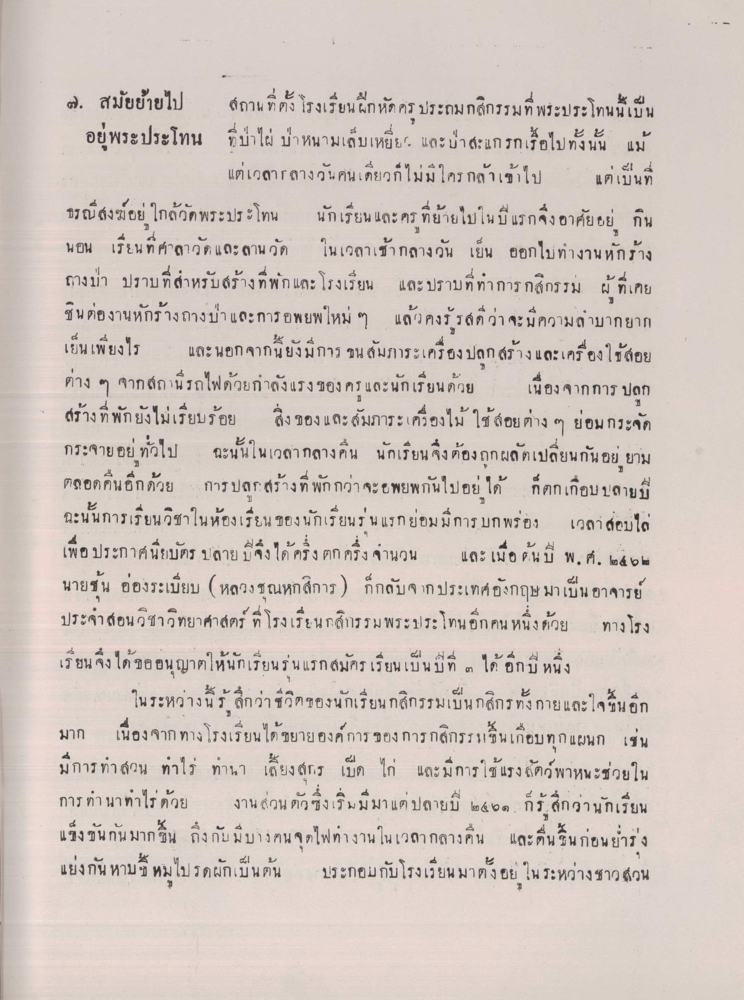 ๗. สมัยย้ายไป
อยู่พระประโทน
สถานที่ตั้งโรงเรียนฝึกหัดครูประถมกสิกรรมที่พระประโทนนี้เป็น
ที่ป่าไผ่ ป่าหนามเล็บเหยี่ยว และป่าสะแกรกเรื้อไปทั้งนั้น แม้
แต่เวลากลางวันคนเดียวก็ไม่มีใครกล้าเข้าไป แต่เป็นที่
ธรณีสงฆ์อยู่ใกล้วัดพระประโทน นักเรียนและครูที่ย้ายไปในปีแรกจึงอาศัยอยู่ กิน
นอน เรียนที่ศาลาวัดและลานวัด ในเวลาเช้ากลางวัน เย็น ออกไปทำงานหักร้าง
ถางป่า ปราบที่สำหรับสร้างที่พักและโรงเรียน และปราบที่ทำการกสิกรรม ผู้ที่เคย
ชินต่องานหักร้างถางป่าและการอพยพใหม่ ๆ แล้วคงรู้รสดีว่าจะมีความลำบากยาก
เย็นเพียงไร และนอกจากนี้ยังมีการขนสัมภาระเครื่องปลูกสร้างและเครื่องใช้สอย
ต่าง ๆ จากสถานีรถไฟด้วยกำลังแรงของครูและนักเรียนด้วย เนื่องจากการปลูก
สร้างที่พักยังไม่เรียบร้อย สิ่งของและสัมภาระเครื่องไม้ ใช้สอยต่าง ๆ ย่อมกระจัด
กระจายอยู่ทั่วไป ฉะนั้นในเวลากลางคืน นักเรียนจึงต้องถูกผลัดเปลี่ยนกันอยู่ยาม
ตลอดคืนอีกด้วย การปลูกสร้างที่พักกว่าจะอพยพกันไปอยู่ได้ ก็ตกเกือบปลายปี
ฉะนั้นการเรียนวิชาในห้องเรียนของนักเรียนรุ่นแรกย่อมมีการบกพร่อง เวลาสอบไล่
เพื่อประกาศนียบัตรปลายปีจึงได้ครึ่งตกครึ่งจำนวน และเมื่อต้นปี พ.ศ. ๒๔๖๒
นายชุ้น อ่องระเบียบ (หลวงชุณหกสิการ) ก็กลับจากประเทศอังกฤษมาเป็นอาจารย์
ประจำสอนวิชาวิทยาศาสตร์ที่โรงเรียนกสิกรรมพระประโทนอีกคนหนึ่งด้วย ทางโรง
เรียนจึงได้ขออนุญาตให้นักเรียนรุ่นแรกสมัครเรียนเป็นปีที่ ๓ ได้อีกปีหนึ่ง
ในระหว่างนี้รู้สึกว่าชีวิตของนักเรียนกสิกรรมเป็นกสิกรทั้งกายและใจขึ้นอีก
มาก เนื่องจากทางโรงเรียนได้ขยายองค์การของการกสิกรรมขึ้นเกือบทุกแผนก เช่น
มีการทำสวน ทำไร่ ทำนา เลี้ยงสุกร เป็ด ไก่ และมีการใช้แรงสัตว์พาหนะช่วยใน
การทำนาทำไร่ด้วย งานส่วนตัวซึ่งเริ่มมีมาแต่ปลายปี ๒๔๖๑ ก็รู้สึกว่านักเรียน
แข็งขันกันมากขึ้น ถึงกับมีบางคนจุดไฟทำงานในเวลากลางคืน และตื่นขึ้นก่อนย่ำรุ่ง
แย่งกันหาบขี้หมูไปรดผักเป็นต้น ประกอบกับโรงเรียนมาตั้งอยู่ในระหว่างชาวสวน